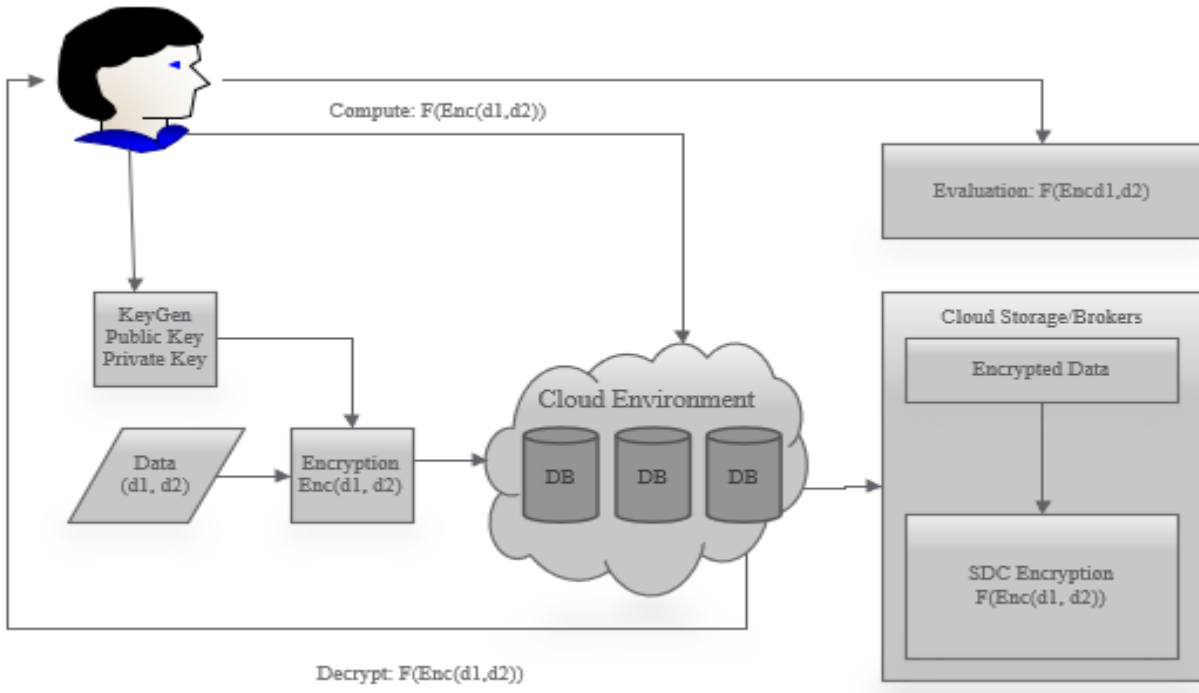 Compute: F(Enc(d1,d2))
Evaluation: F(Encd1,d2)
KeyGen
Public Key
Private Key
Cloud Storage/Brokers
Encrypted Data
Cloud Environment
Data
(d1, d2)
Encryption
Enc(d1, d2)
DB
DB
DB
SDC Encryption
F(Enc(d1, d2))
Decrypt: F(Enc(d1,d2))